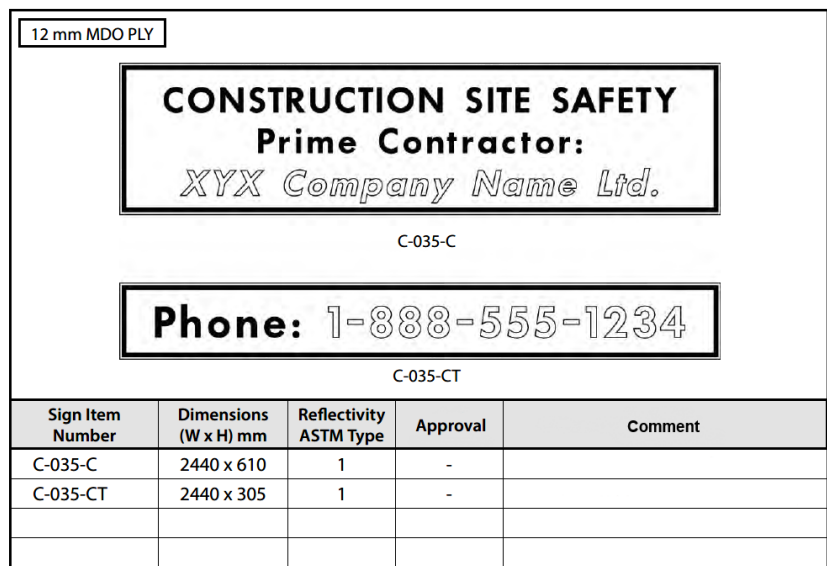 12 mm MDO PLY
CONSTRUCTION SITE SAFETY
Prime Contractor:
XYX Company Name Ltd.
C-035-C
Phone: 1-888-555-1234
C-035-CT
Sign Item Number Dimensions (W x H) mm Reflectivity ASTM Type Approval Comment
C-035-C 2440 x 610 1 -
C-035-CT 2440 x 305 1 -